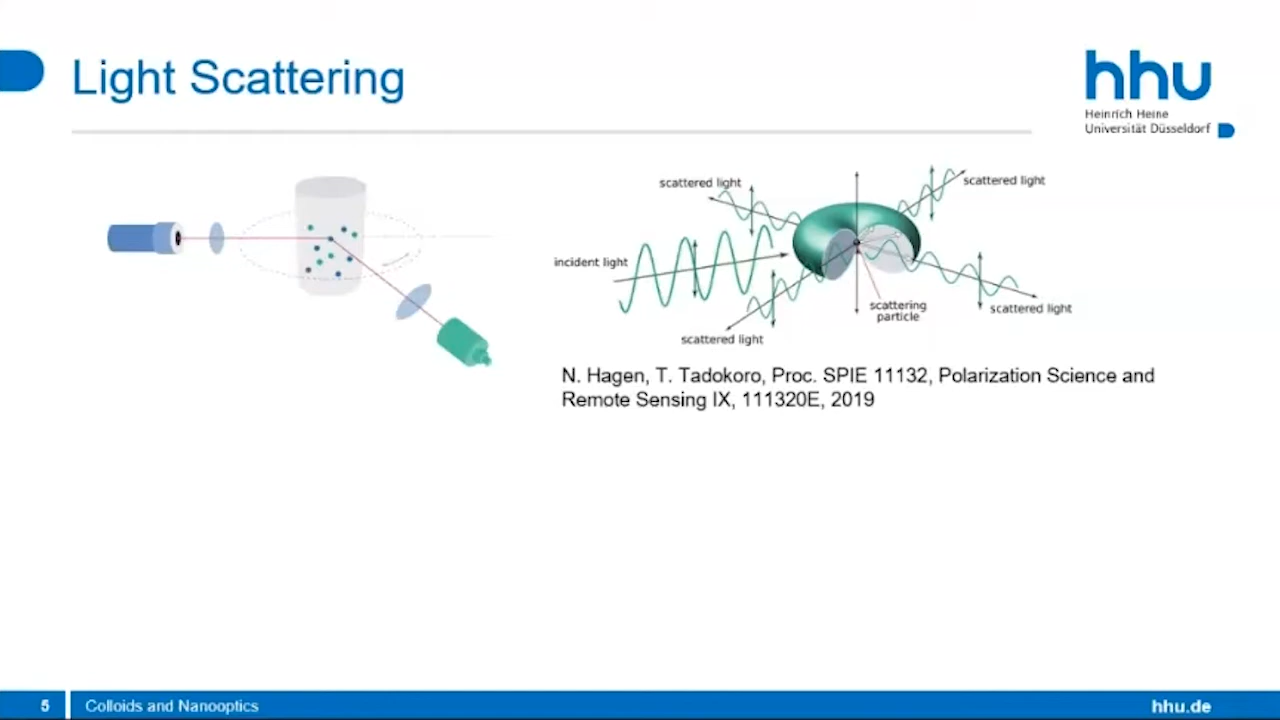 Light Scattering
hhu
Heinrich Heine
Universität Düsseldorf
scattered light
scattered light
incident light
scattering
particle
scattered light
scattered light
N. Hagen, T. Tadokoro, Proc. SPIE 11132, Polarization Science and
Remote Sensing IX, 111320E, 2019
5
Colloids and Nanooptics
hhu.de